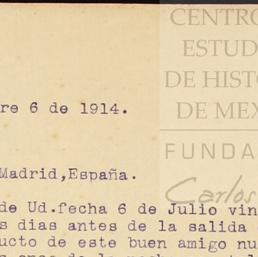 CENTRO
ESTUD
DE HISTO
DE MEX
FUNDA
Carlos
re 6 de 1914.
Madrid,España.
de Ud.fecha 6 de Julio vin
s dias antes de la salida
ucto de este buen amigo nu